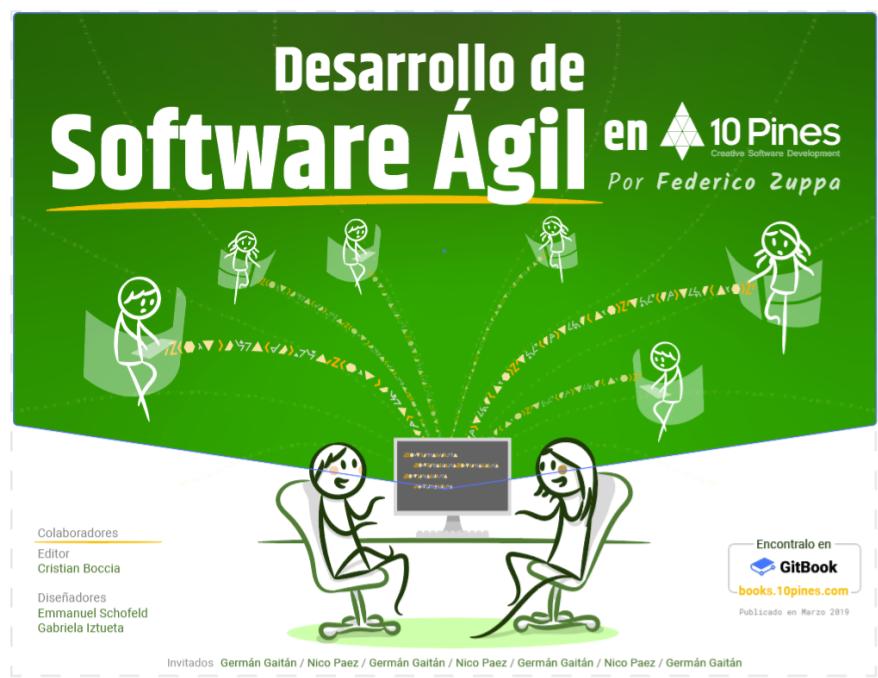 Desarrollo de
Software Ágil en
10 Pines
Creative Software Development
Por Federico Zuppa
Colaboradores
Editor
Cristian Boccia
Diseñadores
Emmanuel Schofeld
Gabriela Iztueta
Encontralo en
GitBook
books.10pines.com
Publicado en Marzo 2019
Invitados Germán Gaitán / Nico Paez / Germán Gaitán / Nico Paez / Germán Gaitán / Nico Paez / Germán Gaitán